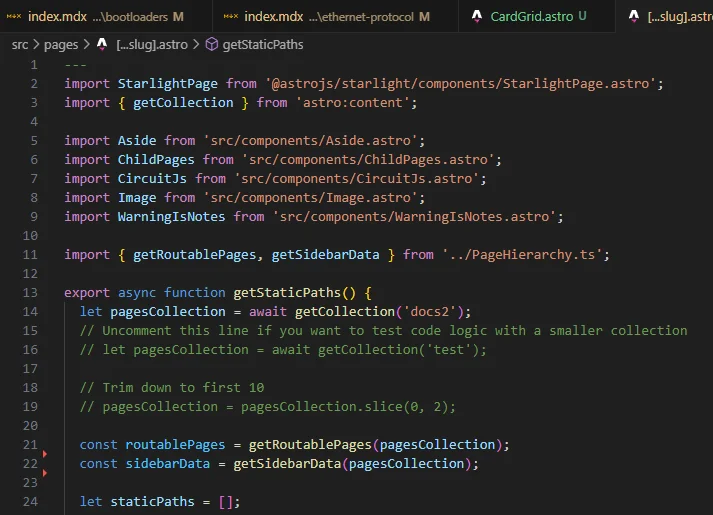 index.mdx ...\bootloaders M index.mdx ...\ethernet-protocol M CardGrid.astro U [...slug].astro
src > pages > [...slug].astro > getStaticPaths
1 ---
2 import StarlightPage from '@astrojs/starlight/components/StarlightPage.astro';
3 import { getCollection } from 'astro:content';
4
5 import Aside from 'src/components/Aside.astro';
6 import ChildPages from 'src/components/ChildPages.astro';
7 import CircuitJs from 'src/components/CircuitJs.astro';
8 import Image from 'src/components/Image.astro';
9 import WarningIsNotes from 'src/components/WarningIsNotes.astro';
10
11 import { getRoutablePages, getSidebarData } from '../PageHierarchy.ts';
12
13 export async function getStaticPaths() {
14 let pagesCollection = await getCollection('docs2');
15 // Uncomment this line if you want to test code logic with a smaller collection
16 // let pagesCollection = await getCollection('test');
17
18 // Trim down to first 10
19 // pagesCollection = pagesCollection.slice(0, 2);
20
21 const routablePages = getRoutablePages(pagesCollection);
22 const sidebarData = getSidebarData(pagesCollection);
23
24 let staticPaths = [];